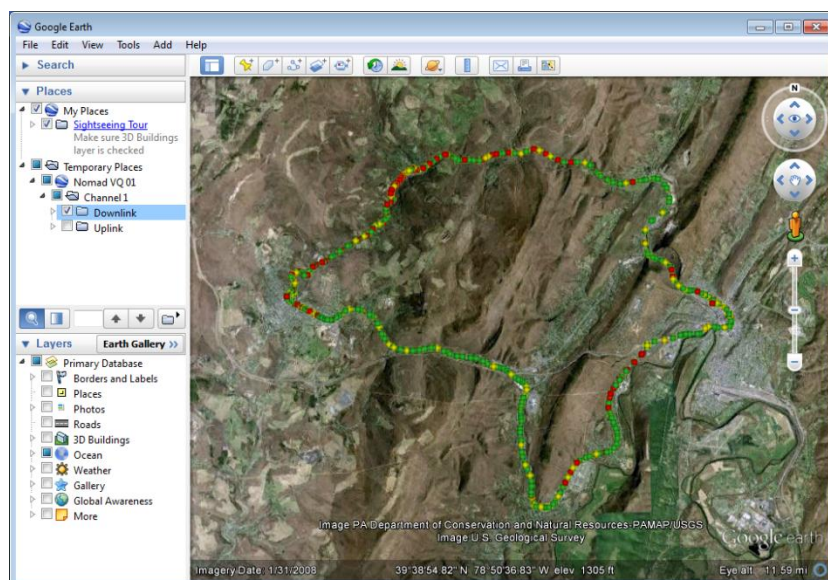 Google Earth
File Edit View Tools Add Help
Search
Places
My Places
Sightseeing Tour
Make sure 3D Buildings
layer is checked
Temporary Places
Nomad VQ 01
Channel 1
Downlink
Uplink
Layers
Earth Gallery >>
Primary Database
Borders and Labels
Places
Photos
Roads
3D Buildings
Ocean
Weather
Gallery
Global Awareness
More
N
Image PA Department of Conservation and Natural Resources-PAMAP/USGS
Image U.S. Geological Survey
Google earth
Imagery Date: 1/31/2008 39°38'54.82" N 78°50'36.83" W elev 1305 ft Eye alt 11.59 mi